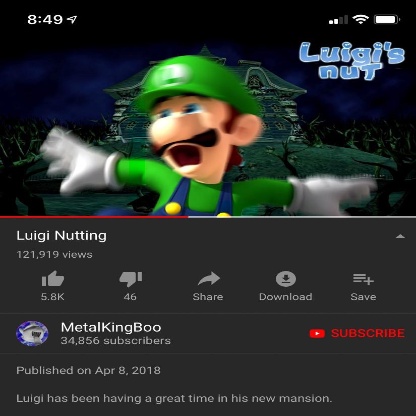 8:49
Luigi's
nut
Luigi Nutting
121,919 views
5.8K 46 Share Download Save
MetalKingBoo
34,856 subscribers
SUBSCRIBE
Published on Apr 8, 2018
Luigi has been having a great time in his new mansion.